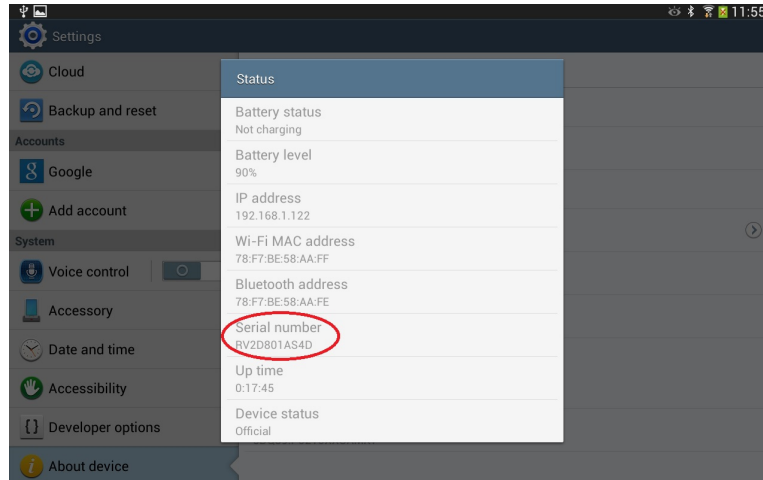 11:55
Settings
Cloud
Backup and reset
Accounts
Google
Add account
System
Voice control
Accessory
Date and time
Accessibility
Developer options
About device
Status
Battery status
Not charging
Battery level
90%
IP address
192.168.1.122
Wi-Fi MAC address
78:F7:BE:58:AA:FF
Bluetooth address
78:F7:BE:58:AA:FE
Serial number
RV2D801AS4D
Up time
0:17:45
Device status
Official